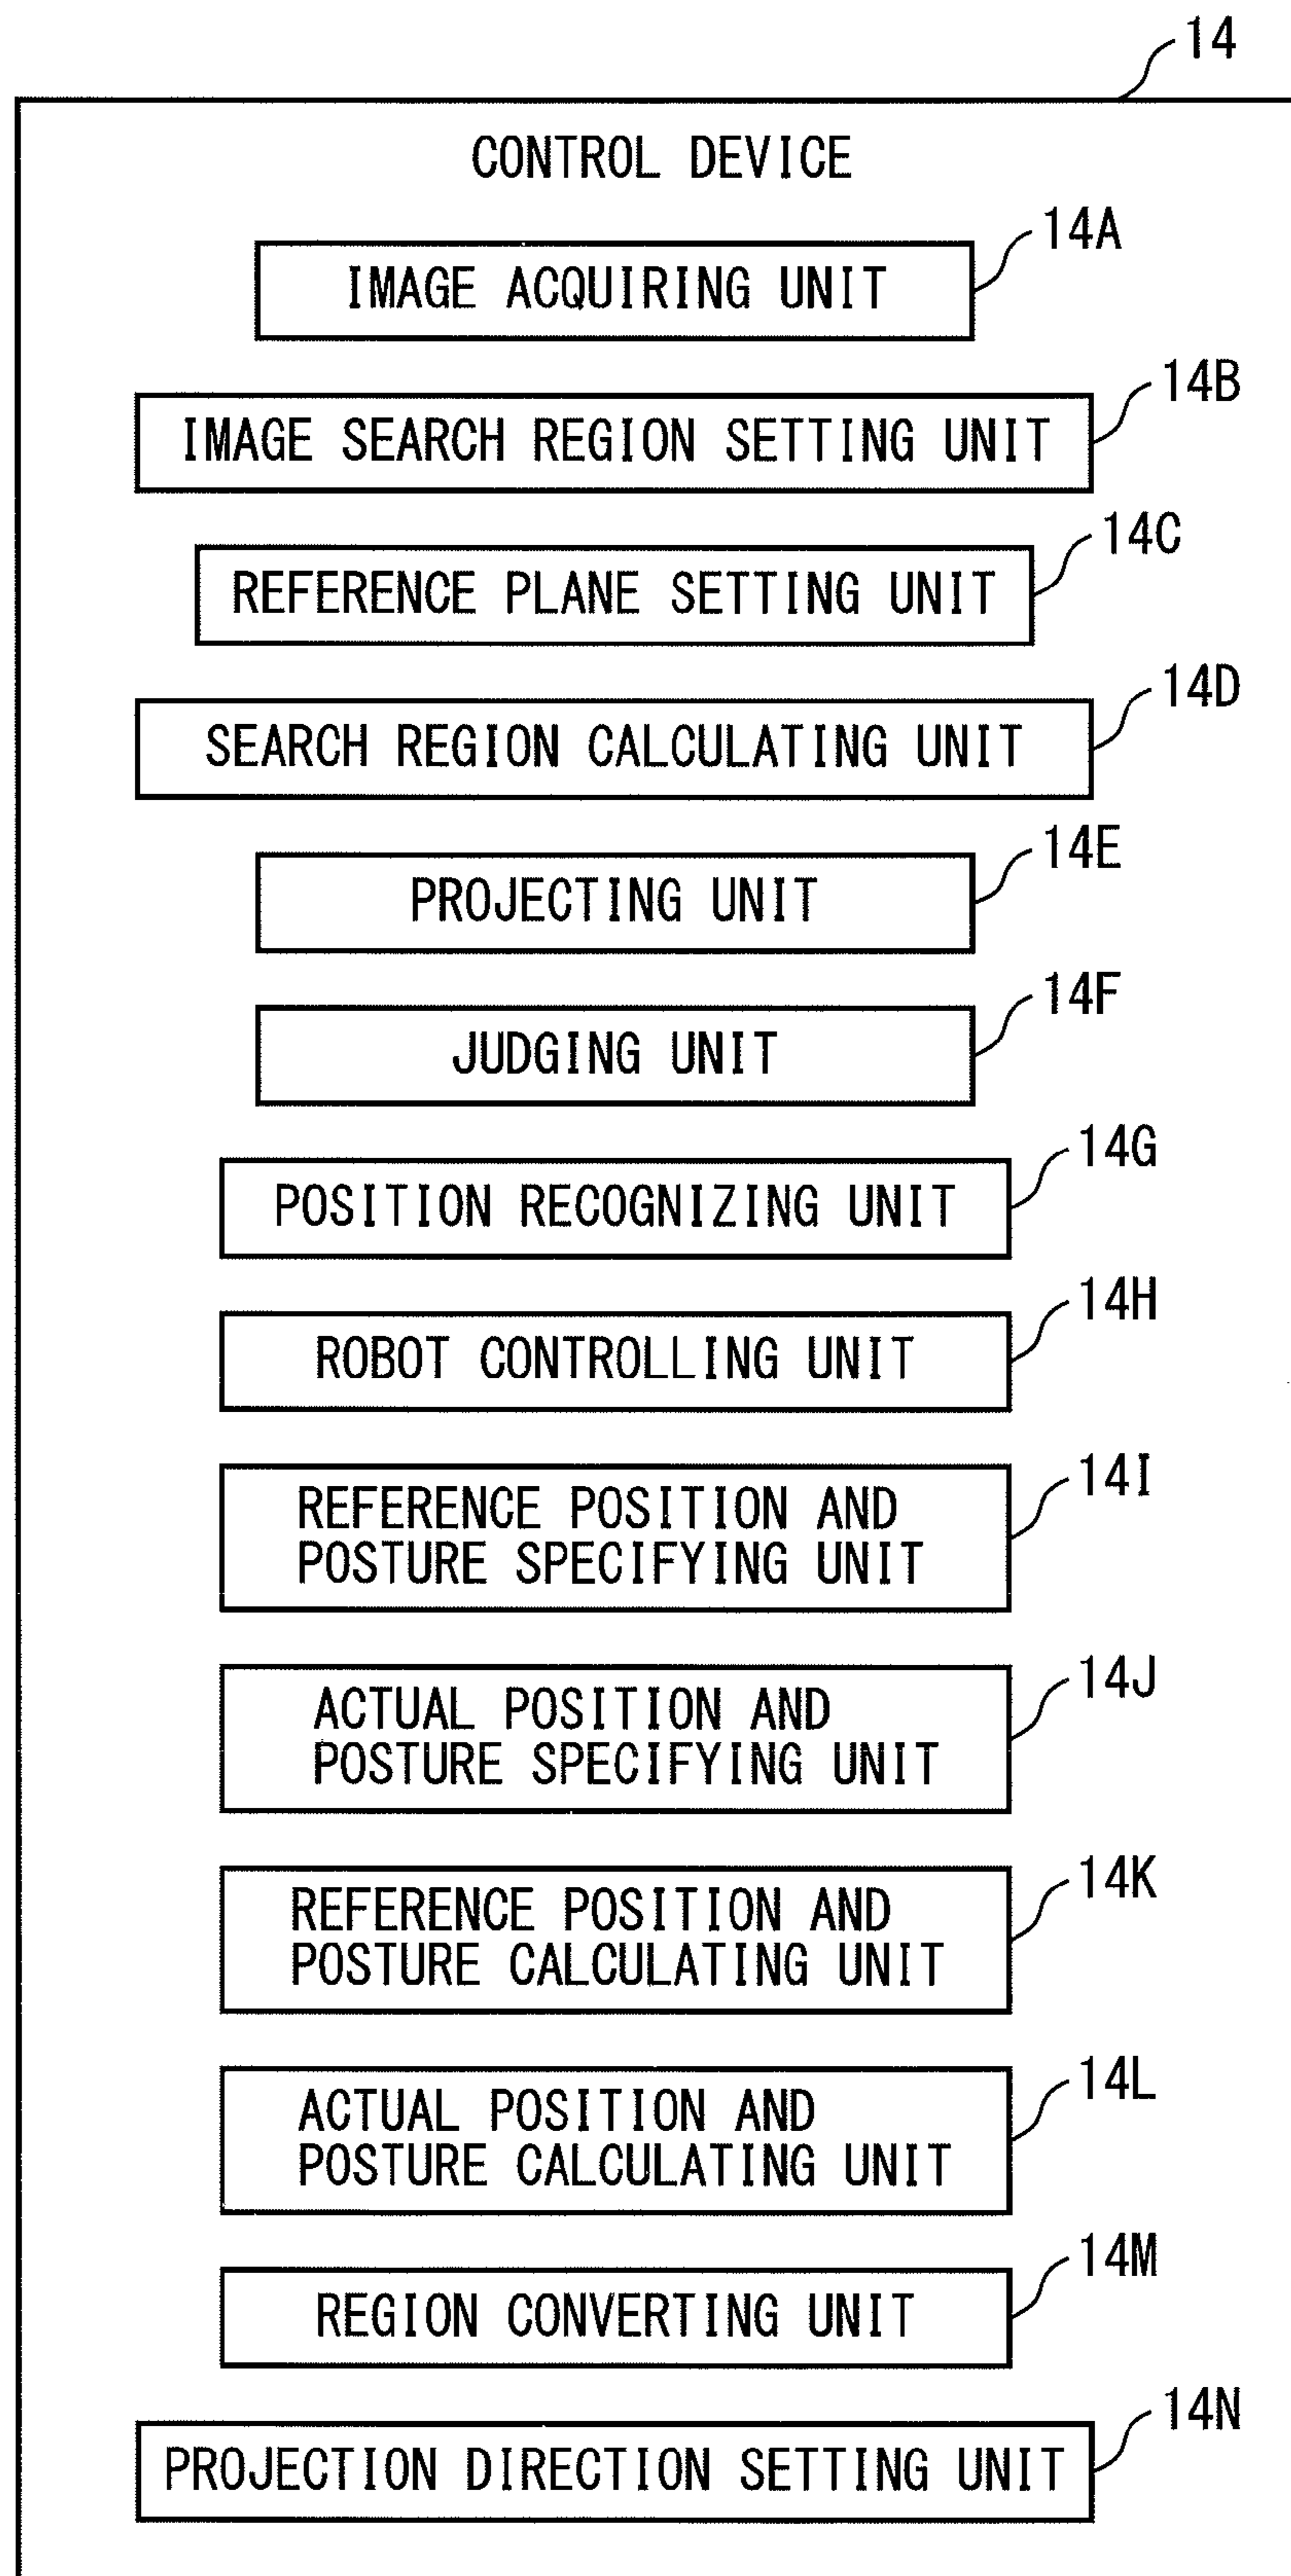 14
CONTROL DEVICE
14A
IMAGE ACQUIRING UNIT
14B
IMAGE SEARCH REGION SETTING UNIT
14C
REFERENCE PLANE SETTING UNIT
14D
SEARCH REGION CALCULATING UNIT
14E
PROJECTING UNIT
14F
JUDGING UNIT
14G
POSITION RECOGNIZING UNIT
14H
ROBOT CONTROLLING UNIT
14I
REFERENCE POSITION AND
POSTURE SPECIFYING UNIT
14J
ACTUAL POSITION AND
POSTURE SPECIFYING UNIT
14K
REFERENCE POSITION AND
POSTURE CALCULATING UNIT
14L
ACTUAL POSITION AND
POSTURE CALCULATING UNIT
14M
REGION CONVERTING UNIT
14N
PROJECTION DIRECTION SETTING UNIT